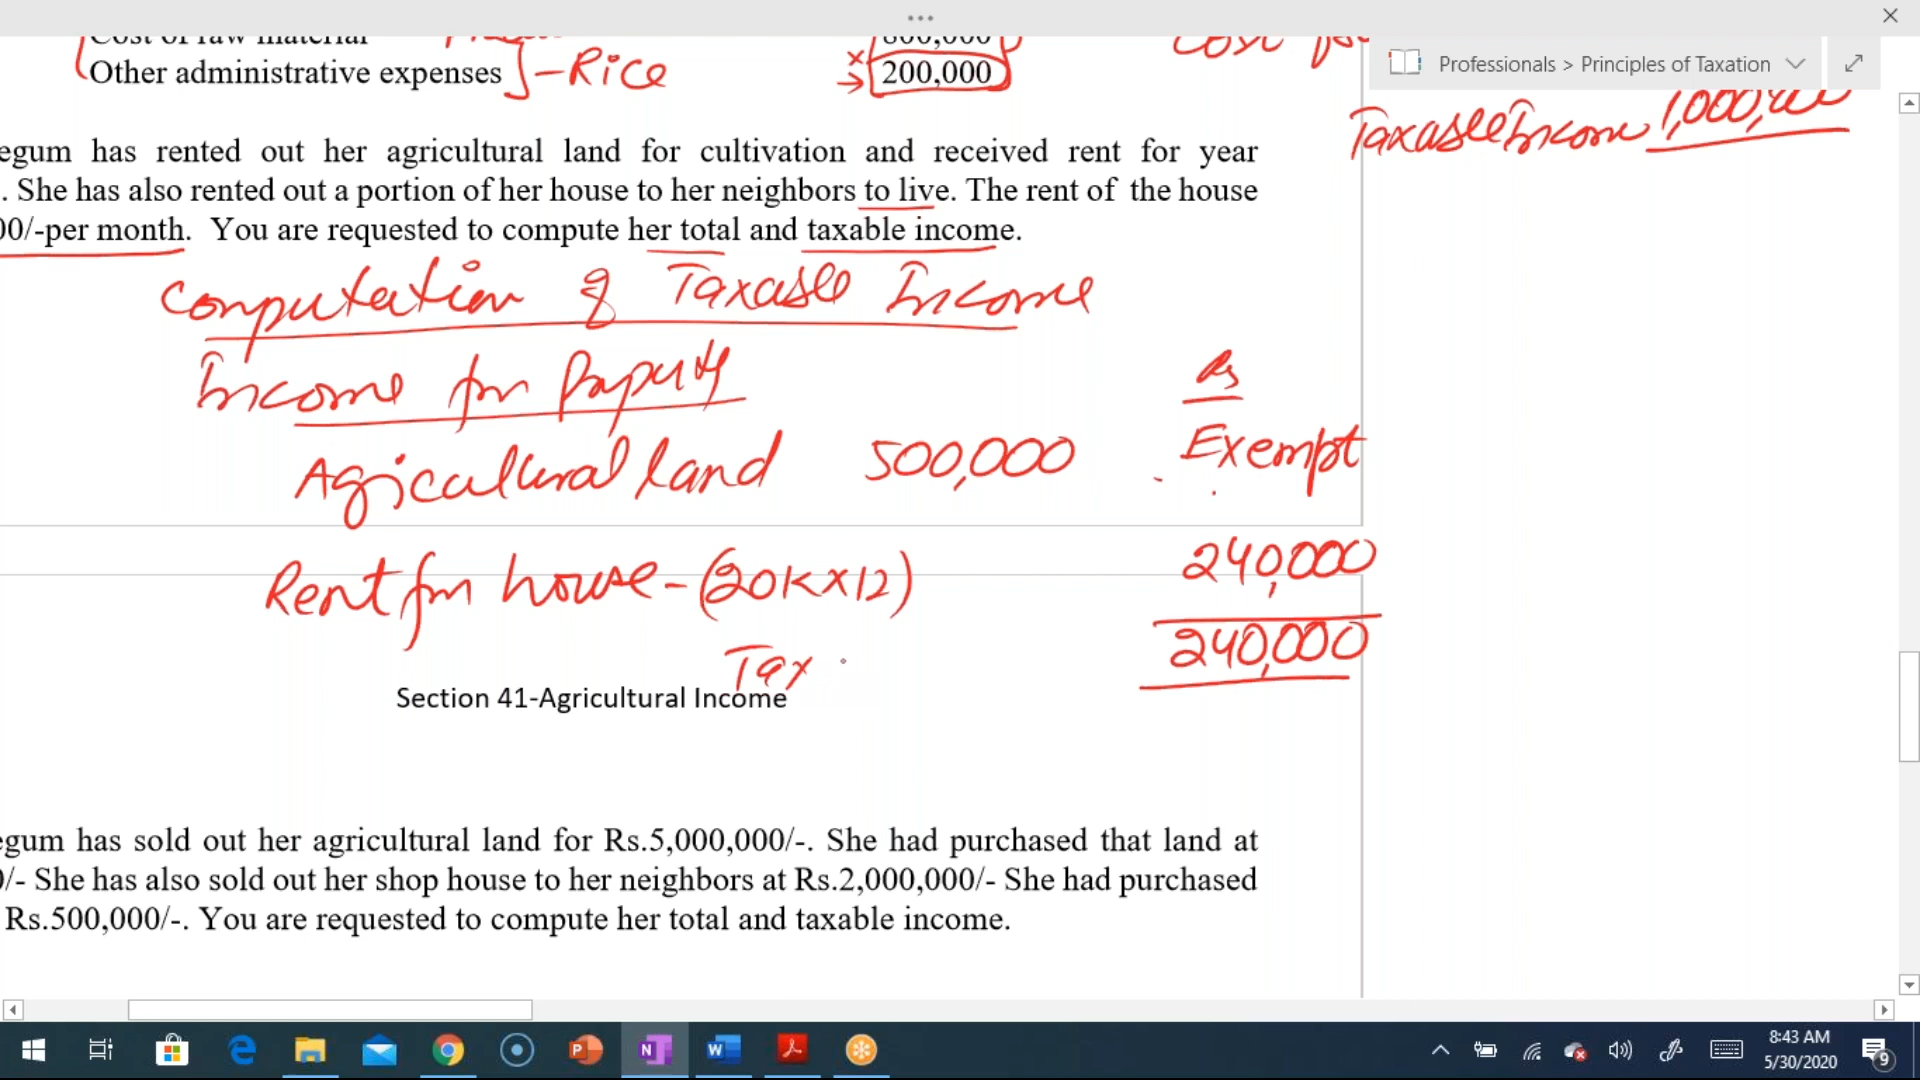 Professionals > Principles of Taxation
Other administrative expenses - Rice 200,000
Taxable Income 1,000,000
egum has rented out her agricultural land for cultivation and received rent for year
. She has also rented out a portion of her house to her neighbors to live. The rent of the house
00/-per month. You are requested to compute her total and taxable income.
Computation of Taxable Income
Income for Property
Rs
Agricultural land 500,000 Exempt
Rent for house - (20K x 12) 240,000
240,000
Tax
Section 41-Agricultural Income
egum has sold out her agricultural land for Rs.5,000,000/-. She had purchased that land at
0/- She has also sold out her shop house to her neighbors at Rs.2,000,000/- She had purchased
Rs.500,000/-. You are requested to compute her total and taxable income.
8:43 AM
5/30/2020
9